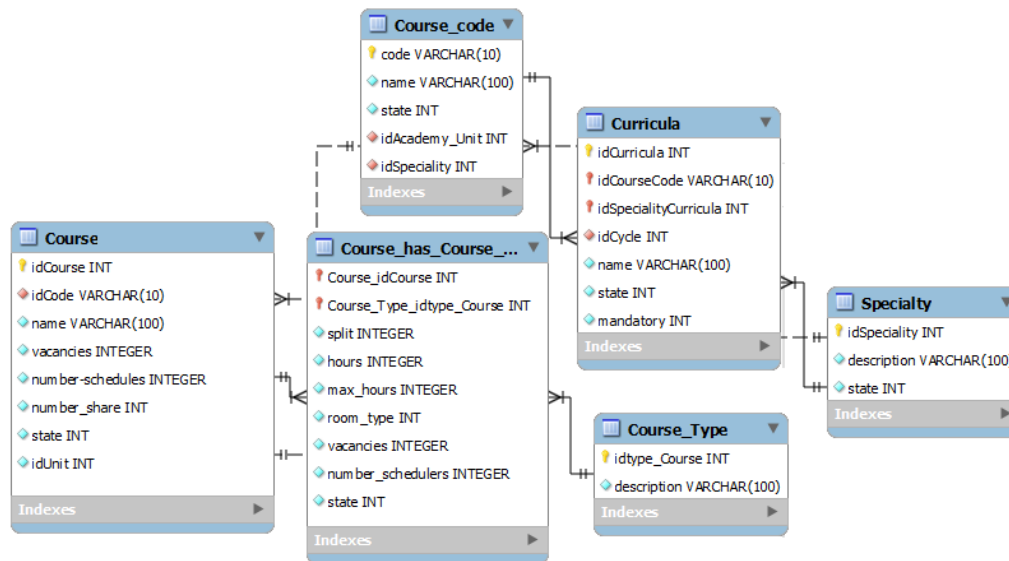 Course_code
code VARCHAR(10)
name VARCHAR(100)
state INT
idAcademy_Unit INT
idSpeciality INT
Indexes
Curricula
idCurricula INT
idCourseCode VARCHAR(10)
idSpecialityCurricula INT
idCycle INT
name VARCHAR(100)
state INT
mandatory INT
Indexes
Course
idCourse INT
idCode VARCHAR(10)
name VARCHAR(100)
vacancies INTEGER
number-schedules INTEGER
number_share INT
state INT
idUnit INT
Indexes
Course_has_Course_...
Course_idCourse INT
Course_Type_idtype_Course INT
split INTEGER
hours INTEGER
max_hours INTEGER
room_type INT
vacancies INTEGER
number_schedulers INTEGER
state INT
Indexes
Specialty
idSpeciality INT
description VARCHAR(100)
state INT
Indexes
Course_Type
idtype_Course INT
description VARCHAR(100)
Indexes